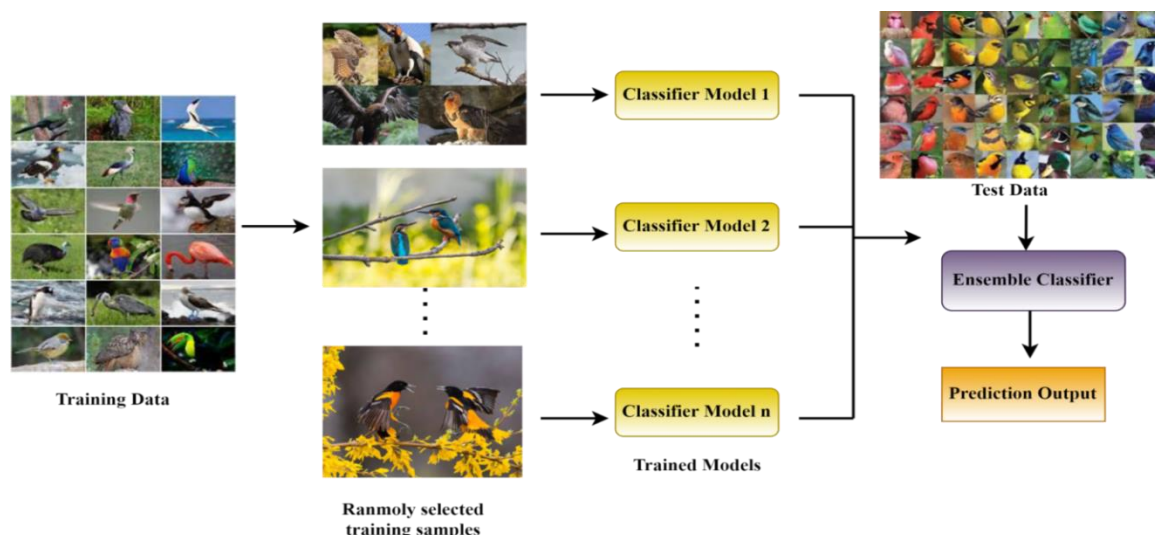 Training Data
Ranmoly selected
training samples
Classifier Model 1
Classifier Model 2
Classifier Model n
Trained Models
Test Data
Ensemble Classifier
Prediction Output